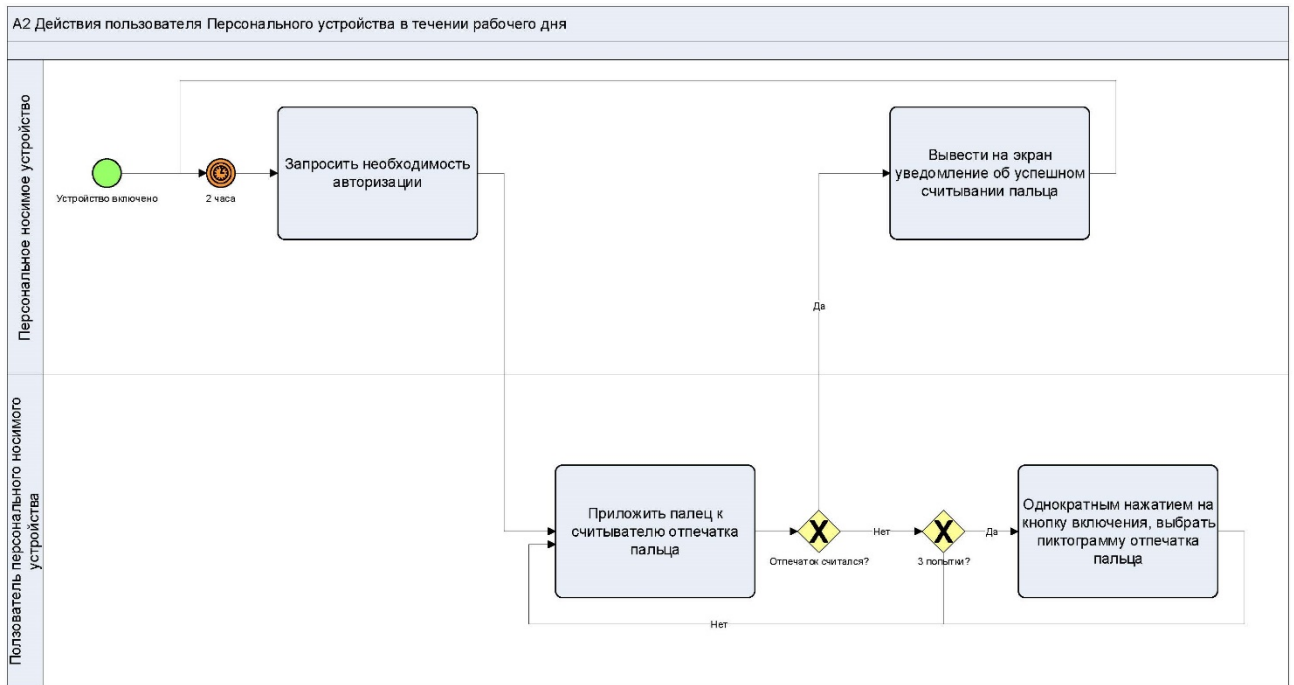 A2 Действия пользователя Персонального устройства в течении рабочего дня
Персональное носимое устройство
Устройство включено
2 часа
Запросить необходимость
авторизации
Вывести на экран
уведомление об успешном
считывании пальца
Да
Ползователь персонального носимого
устройства
Приложить палец к
считывателю отпечатка
пальца
Отпечаток считался?
Нет
3 попытки?
Да
Однократным нажатием на
кнопку включения, выбрать
пиктограмму отпечатка
пальца
Нет